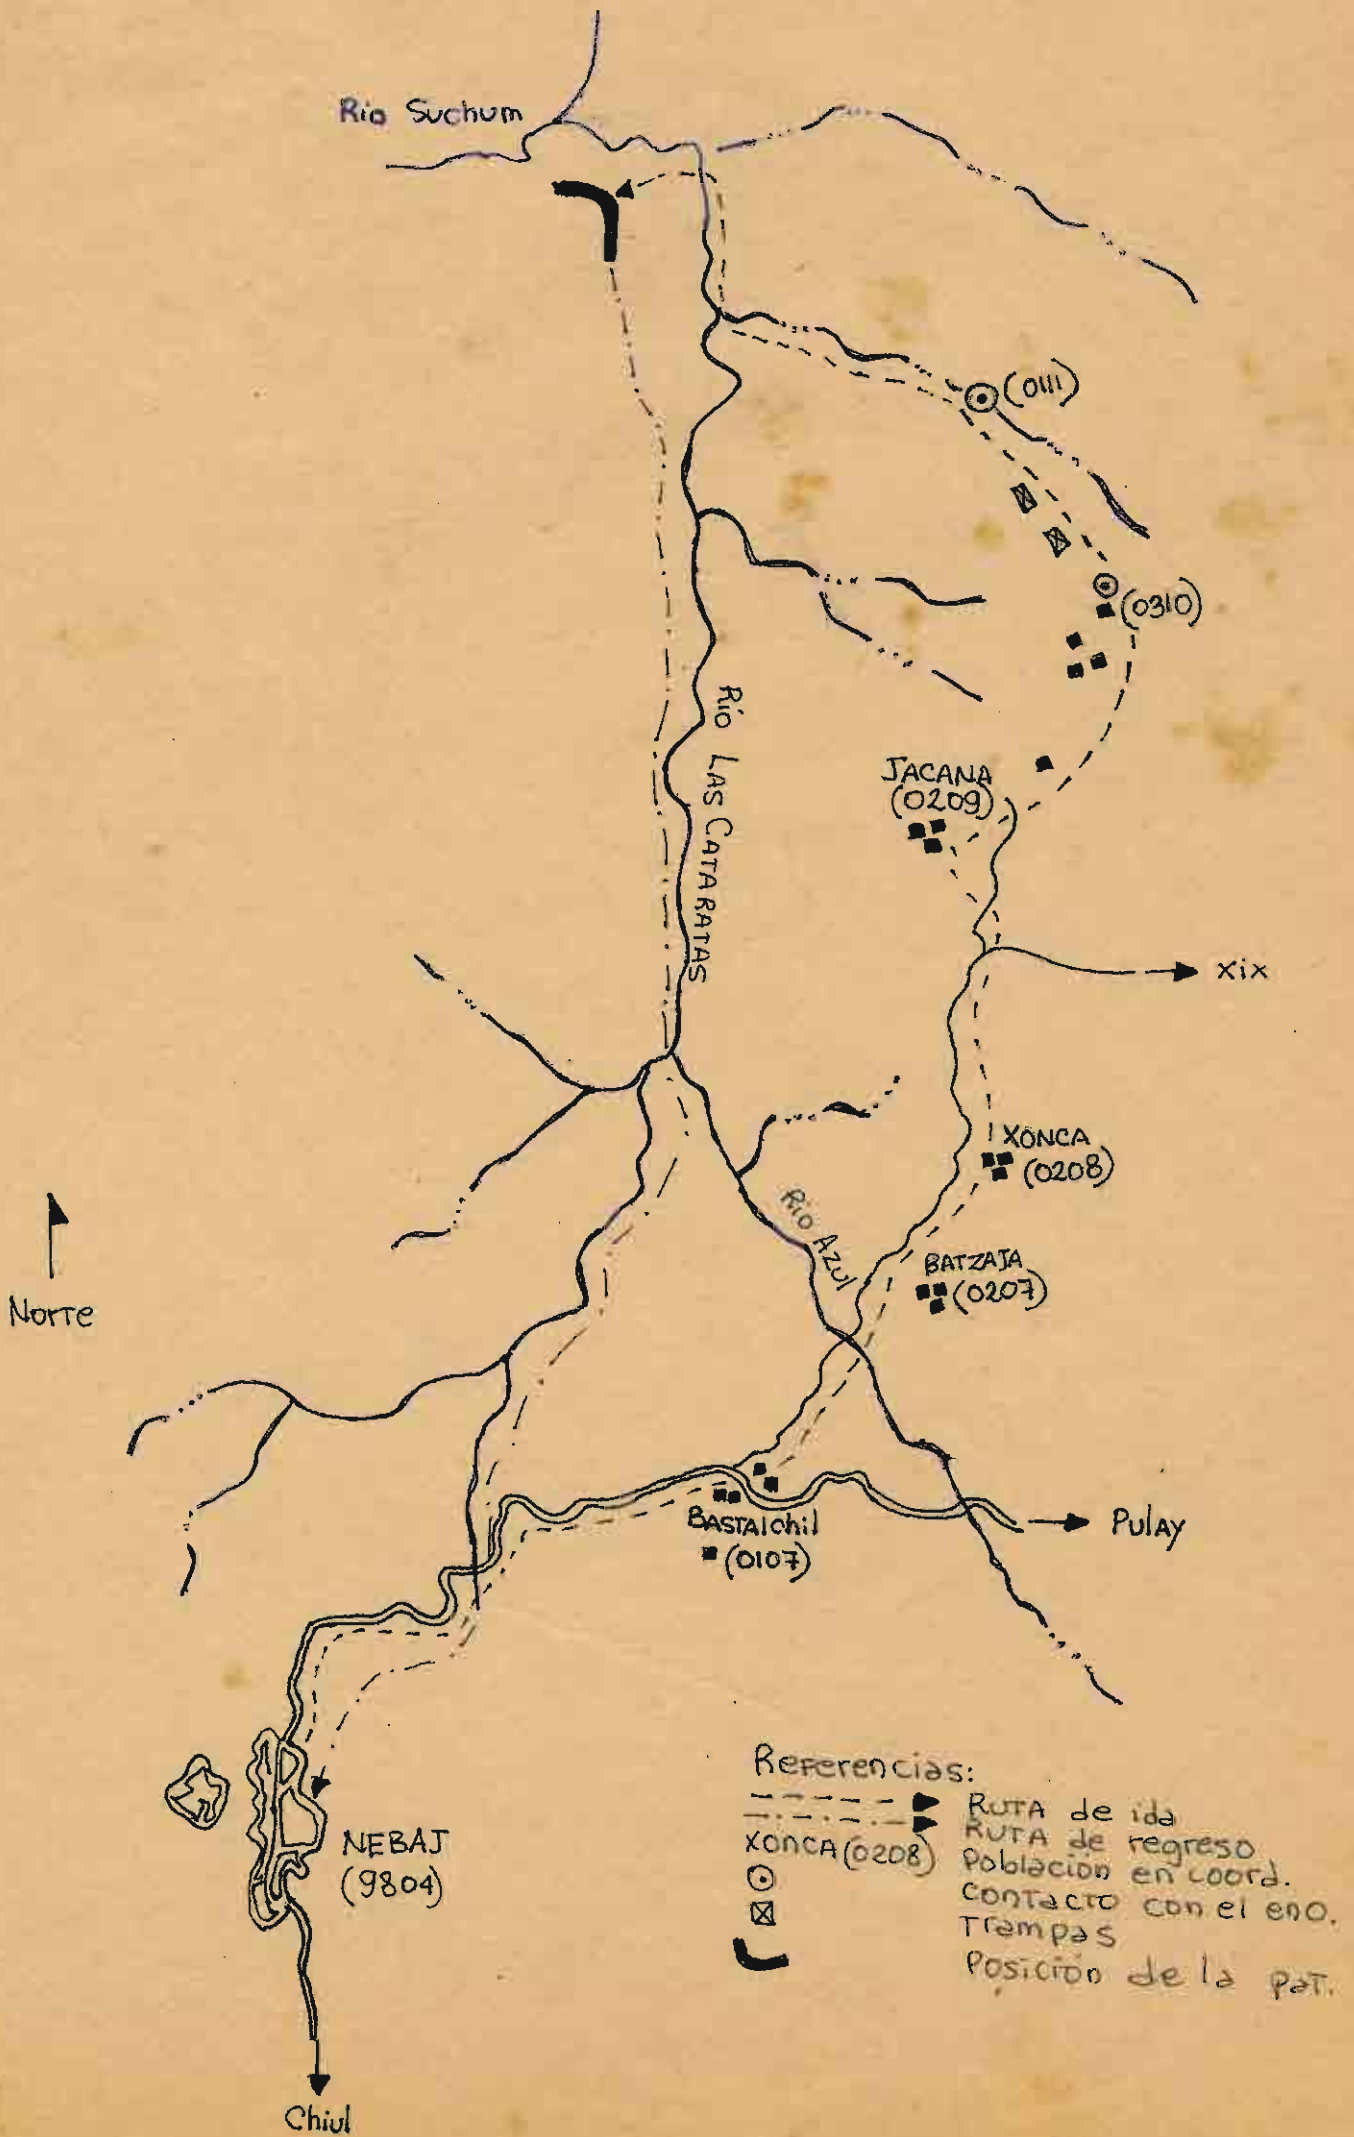 Rio Suchum
(0111)
(0310)
Río LAS CATARATAS
JACANA
(0209)
xix
XONCA
(0208)
Rio AZUl
BATZAJA
(0207)
Norte
BASTAlchil
(0107)
Pulay
NEBAJ
(9804)
Chiul
Referencias:
RUTA de ida
RUTA de regreso
XONCA (0208) Poblacion en coord.
Contacto con el eno.
Trampas
Posición de la pat.